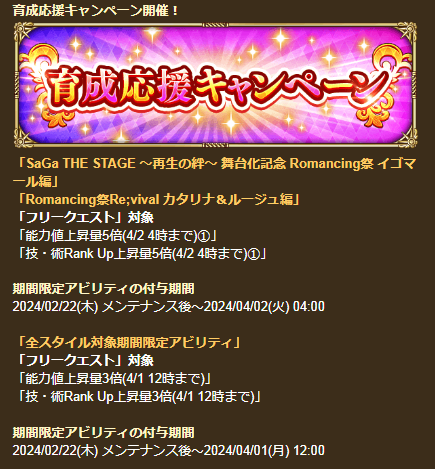 育成応援キャンペーン開催！
育成応援キャンペーン
「SaGa THE STAGE ～再生の絆～ 舞台化記念 Romancing祭 イゴマ
ール編」
「Romancing祭Re;vival カタリナ＆ルージュ編」
「フリークエスト」対象
「能力値上昇量5倍(4/2 4時まで)①」
「技・術Rank Up上昇量5倍(4/2 4時まで)①」
期間限定アビリティの付与期間
2024/02/22(木) メンテナンス後～2024/04/02(火) 04:00
「全スタイル対象期間限定アビリティ」
「フリークエスト」対象
「能力値上昇量3倍(4/1 12時まで)」
「技・術Rank Up上昇量3倍(4/1 12時まで)」
期間限定アビリティの付与期間
2024/02/22(木) メンテナンス後～2024/04/01(月) 12:00